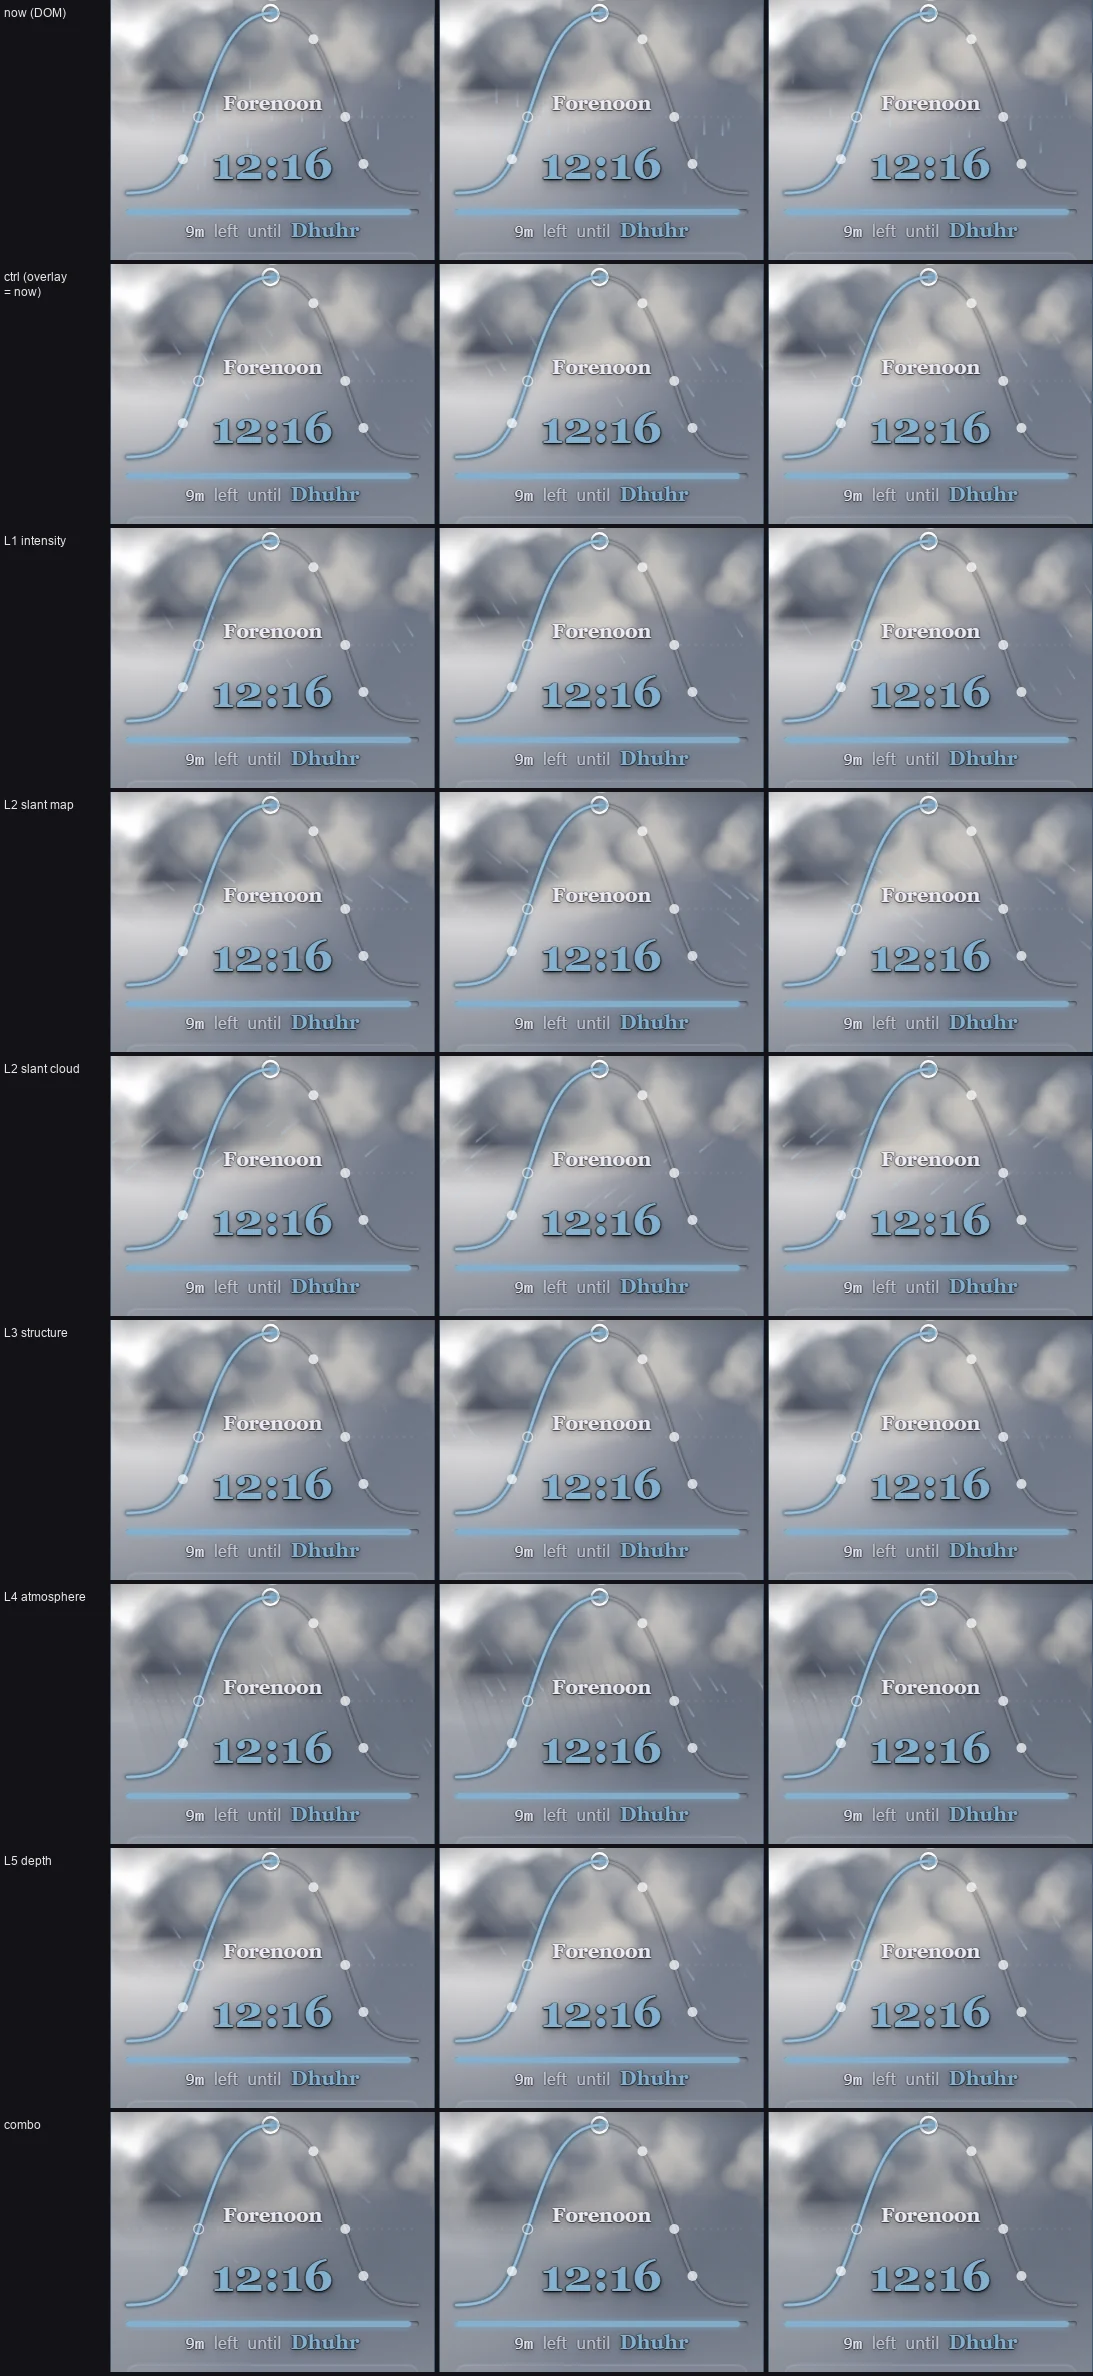 now (DOM)
Forenoon Forenoon Forenoon
12:16 12:16 12:16
9m left until Dhuhr 9m left until Dhuhr 9m left until Dhuhr
ctrl (overlay
= now)
Forenoon Forenoon Forenoon
12:16 12:16 12:16
9m left until Dhuhr 9m left until Dhuhr 9m left until Dhuhr
L1 intensity
Forenoon Forenoon Forenoon
12:16 12:16 12:16
9m left until Dhuhr 9m left until Dhuhr 9m left until Dhuhr
L2 slant map
Forenoon Forenoon Forenoon
12:16 12:16 12:16
9m left until Dhuhr 9m left until Dhuhr 9m left until Dhuhr
L2 slant cloud
Forenoon Forenoon Forenoon
12:16 12:16 12:16
9m left until Dhuhr 9m left until Dhuhr 9m left until Dhuhr
L3 structure
Forenoon Forenoon Forenoon
12:16 12:16 12:16
9m left until Dhuhr 9m left until Dhuhr 9m left until Dhuhr
L4 atmosphere
Forenoon Forenoon Forenoon
12:16 12:16 12:16
9m left until Dhuhr 9m left until Dhuhr 9m left until Dhuhr
L5 depth
Forenoon Forenoon Forenoon
12:16 12:16 12:16
9m left until Dhuhr 9m left until Dhuhr 9m left until Dhuhr
combo
Forenoon Forenoon Forenoon
12:16 12:16 12:16
9m left until Dhuhr 9m left until Dhuhr 9m left until Dhuhr